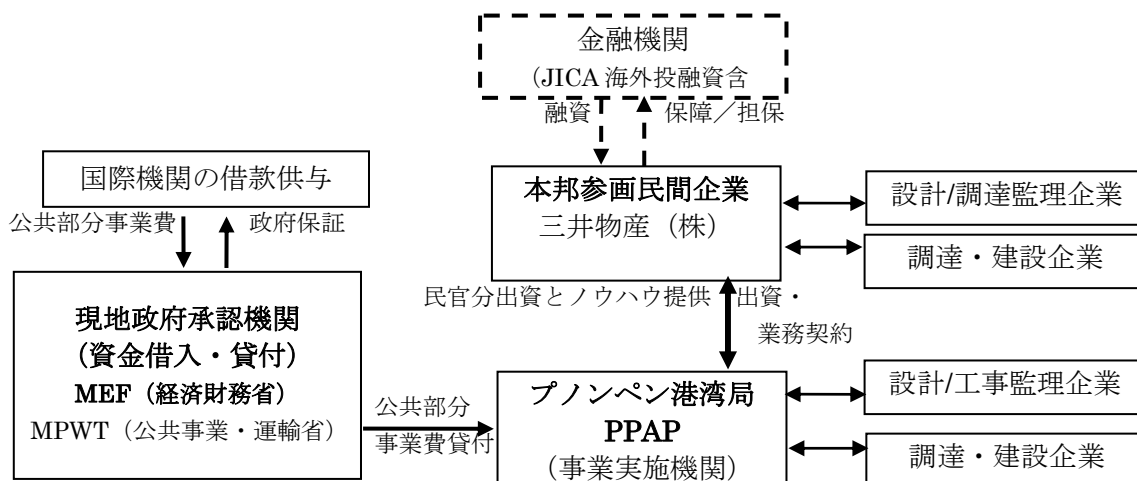 金融機関
（JICA 海外投融資含
融資
保障／担保
国際機関の借款供与
公共部分事業費
政府保証
本邦参画民間企業
三井物産（株）
設計/調達監理企業
調達・建設企業
現地政府承認機関
（資金借入・貸付）
MEF（経済財務省）
MPWT（公共事業・運輸省）
民官分出資とノウハウ提供
出資・
業務契約
公共部分
事業費貸付
プノンペン港湾局
PPAP
（事業実施機関）
設計/工事監理企業
調達・建設企業